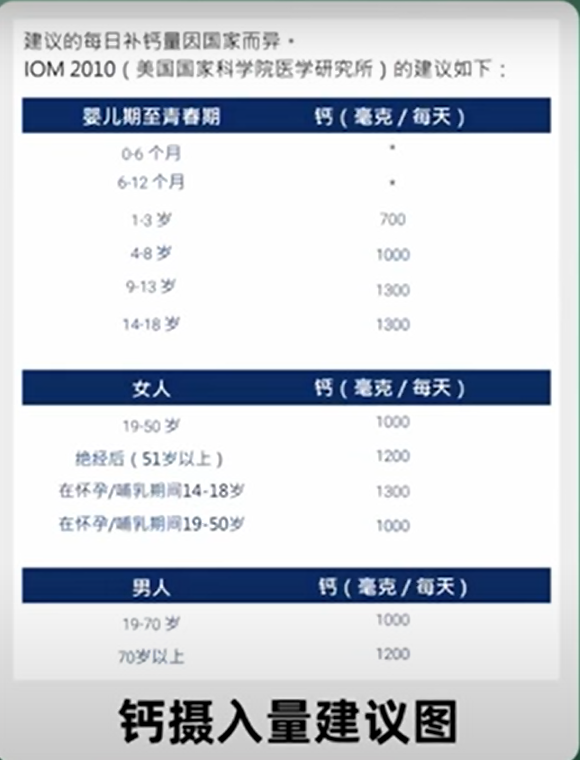 建议的每日补钙量因国家而异。
IOM 2010（美国国家科学院医学研究所）的建议如下：
婴儿期至青春期 钙（毫克/每天）
0-6 个月 *
6-12 个月 *
1-3 岁 700
4-8 岁 1000
9-13 岁 1300
14-18 岁 1300
女人 钙（毫克/每天）
19-50 岁 1000
绝经后（51岁以上） 1200
在怀孕/哺乳期间14-18岁 1300
在怀孕/哺乳期间19-50岁 1000
男人 钙（毫克/每天）
19-70 岁 1000
70岁以上 1200
钙摄入量建议图